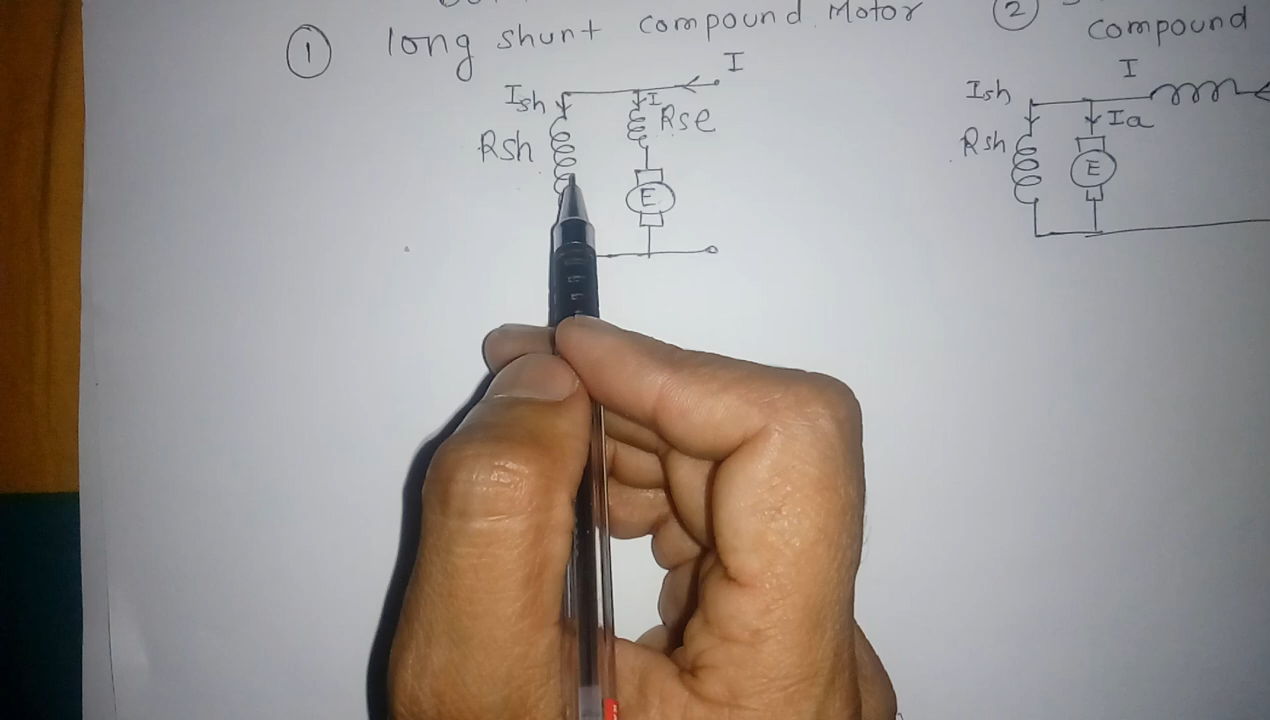 ① long shunt compound Motor
②
compound
I
Ish
I
Rse
Rsh
E
I
Ish
Ia
Rsh
E